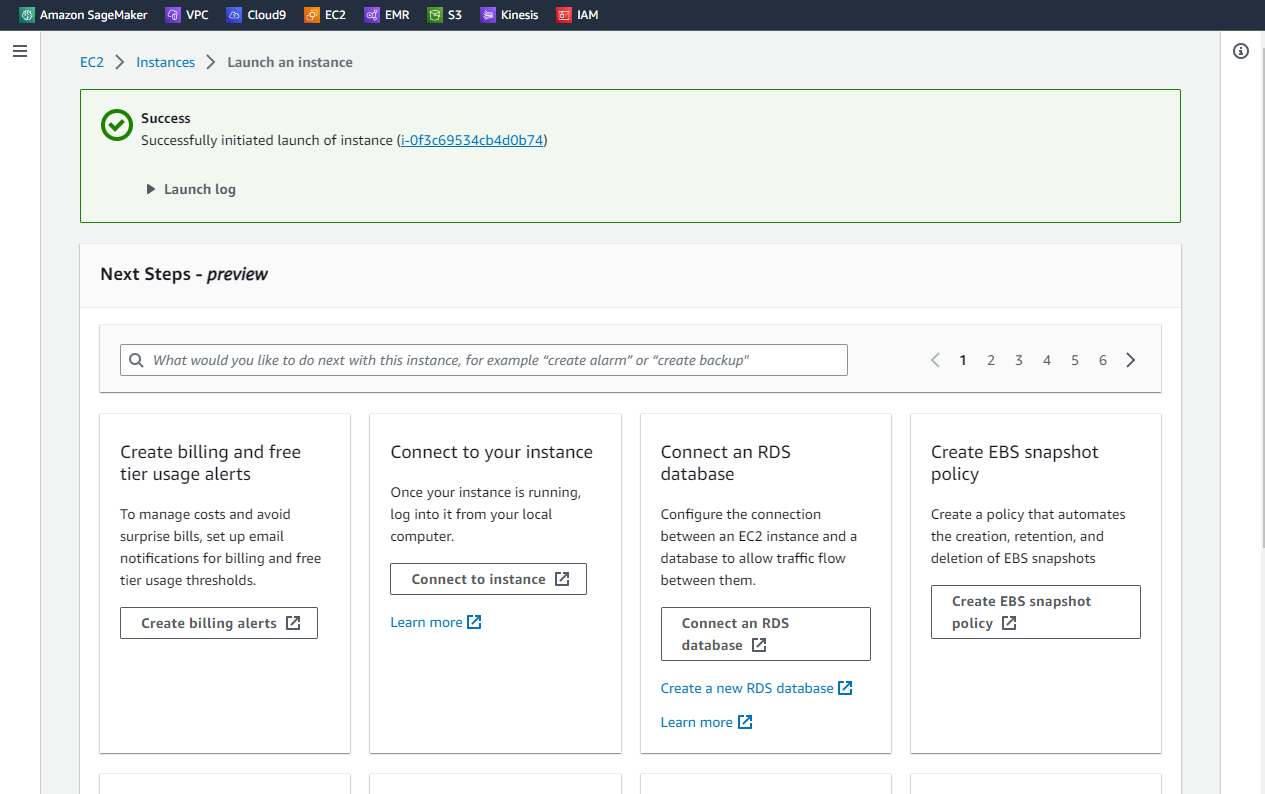 Amazon SageMaker VPC Cloud9 EC2 EMR S3 Kinesis IAM
EC2 Instances Launch an instance
Success
Successfully initiated launch of instance (i-0f3c69534cb4d0b74)
Launch log
Next Steps - preview
What would you like to do next with this instance, for example “create alarm” or “create backup"
1 2 3 4 5 6
Create billing and free
tier usage alerts
To manage costs and avoid
surprise bills, set up email
notifications for billing and free
tier usage thresholds.
Create billing alerts
Connect to your instance
Once your instance is running,
log into it from your local
computer.
Connect to instance
Learn more
Connect an RDS
database
Configure the connection
between an EC2 instance and a
database to allow traffic flow
between them.
Connect an RDS
database
Create a new RDS database
Learn more
Create EBS snapshot
policy
Create a policy that automates
the creation, retention, and
deletion of EBS snapshots
Create EBS snapshot
policy